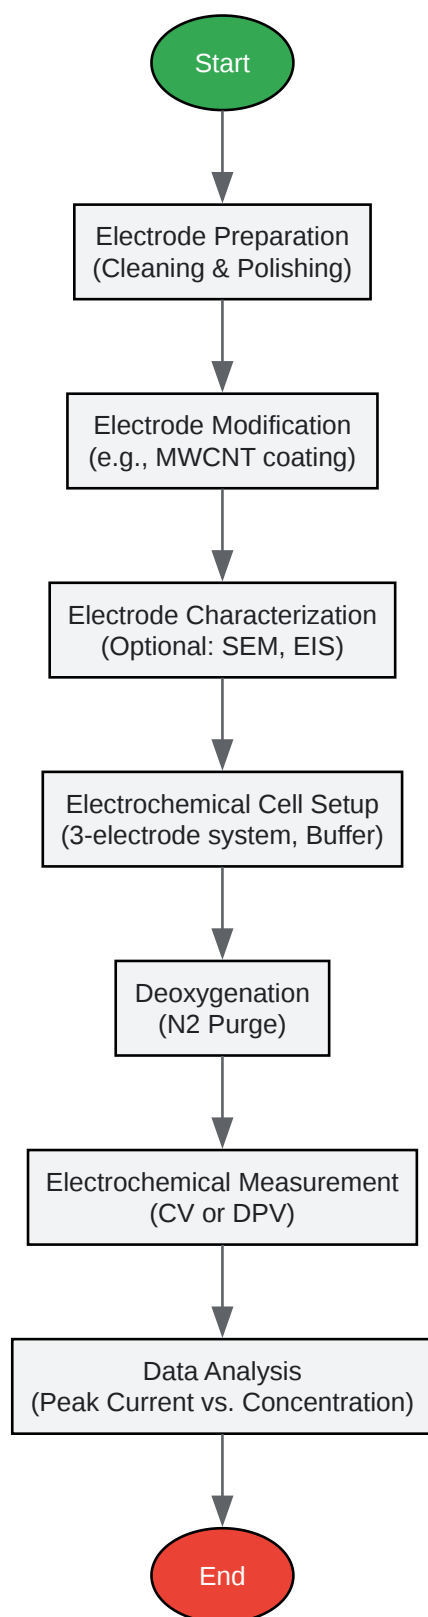 Start
Electrode Preparation
(Cleaning & Polishing)
Electrode Modification
(e.g., MWCNT coating)
Electrode Characterization
(Optional: SEM, EIS)
Electrochemical Cell Setup
(3-electrode system, Buffer)
Deoxygenation
(N2 Purge)
Electrochemical Measurement
(CV or DPV)
Data Analysis
(Peak Current vs. Concentration)
End